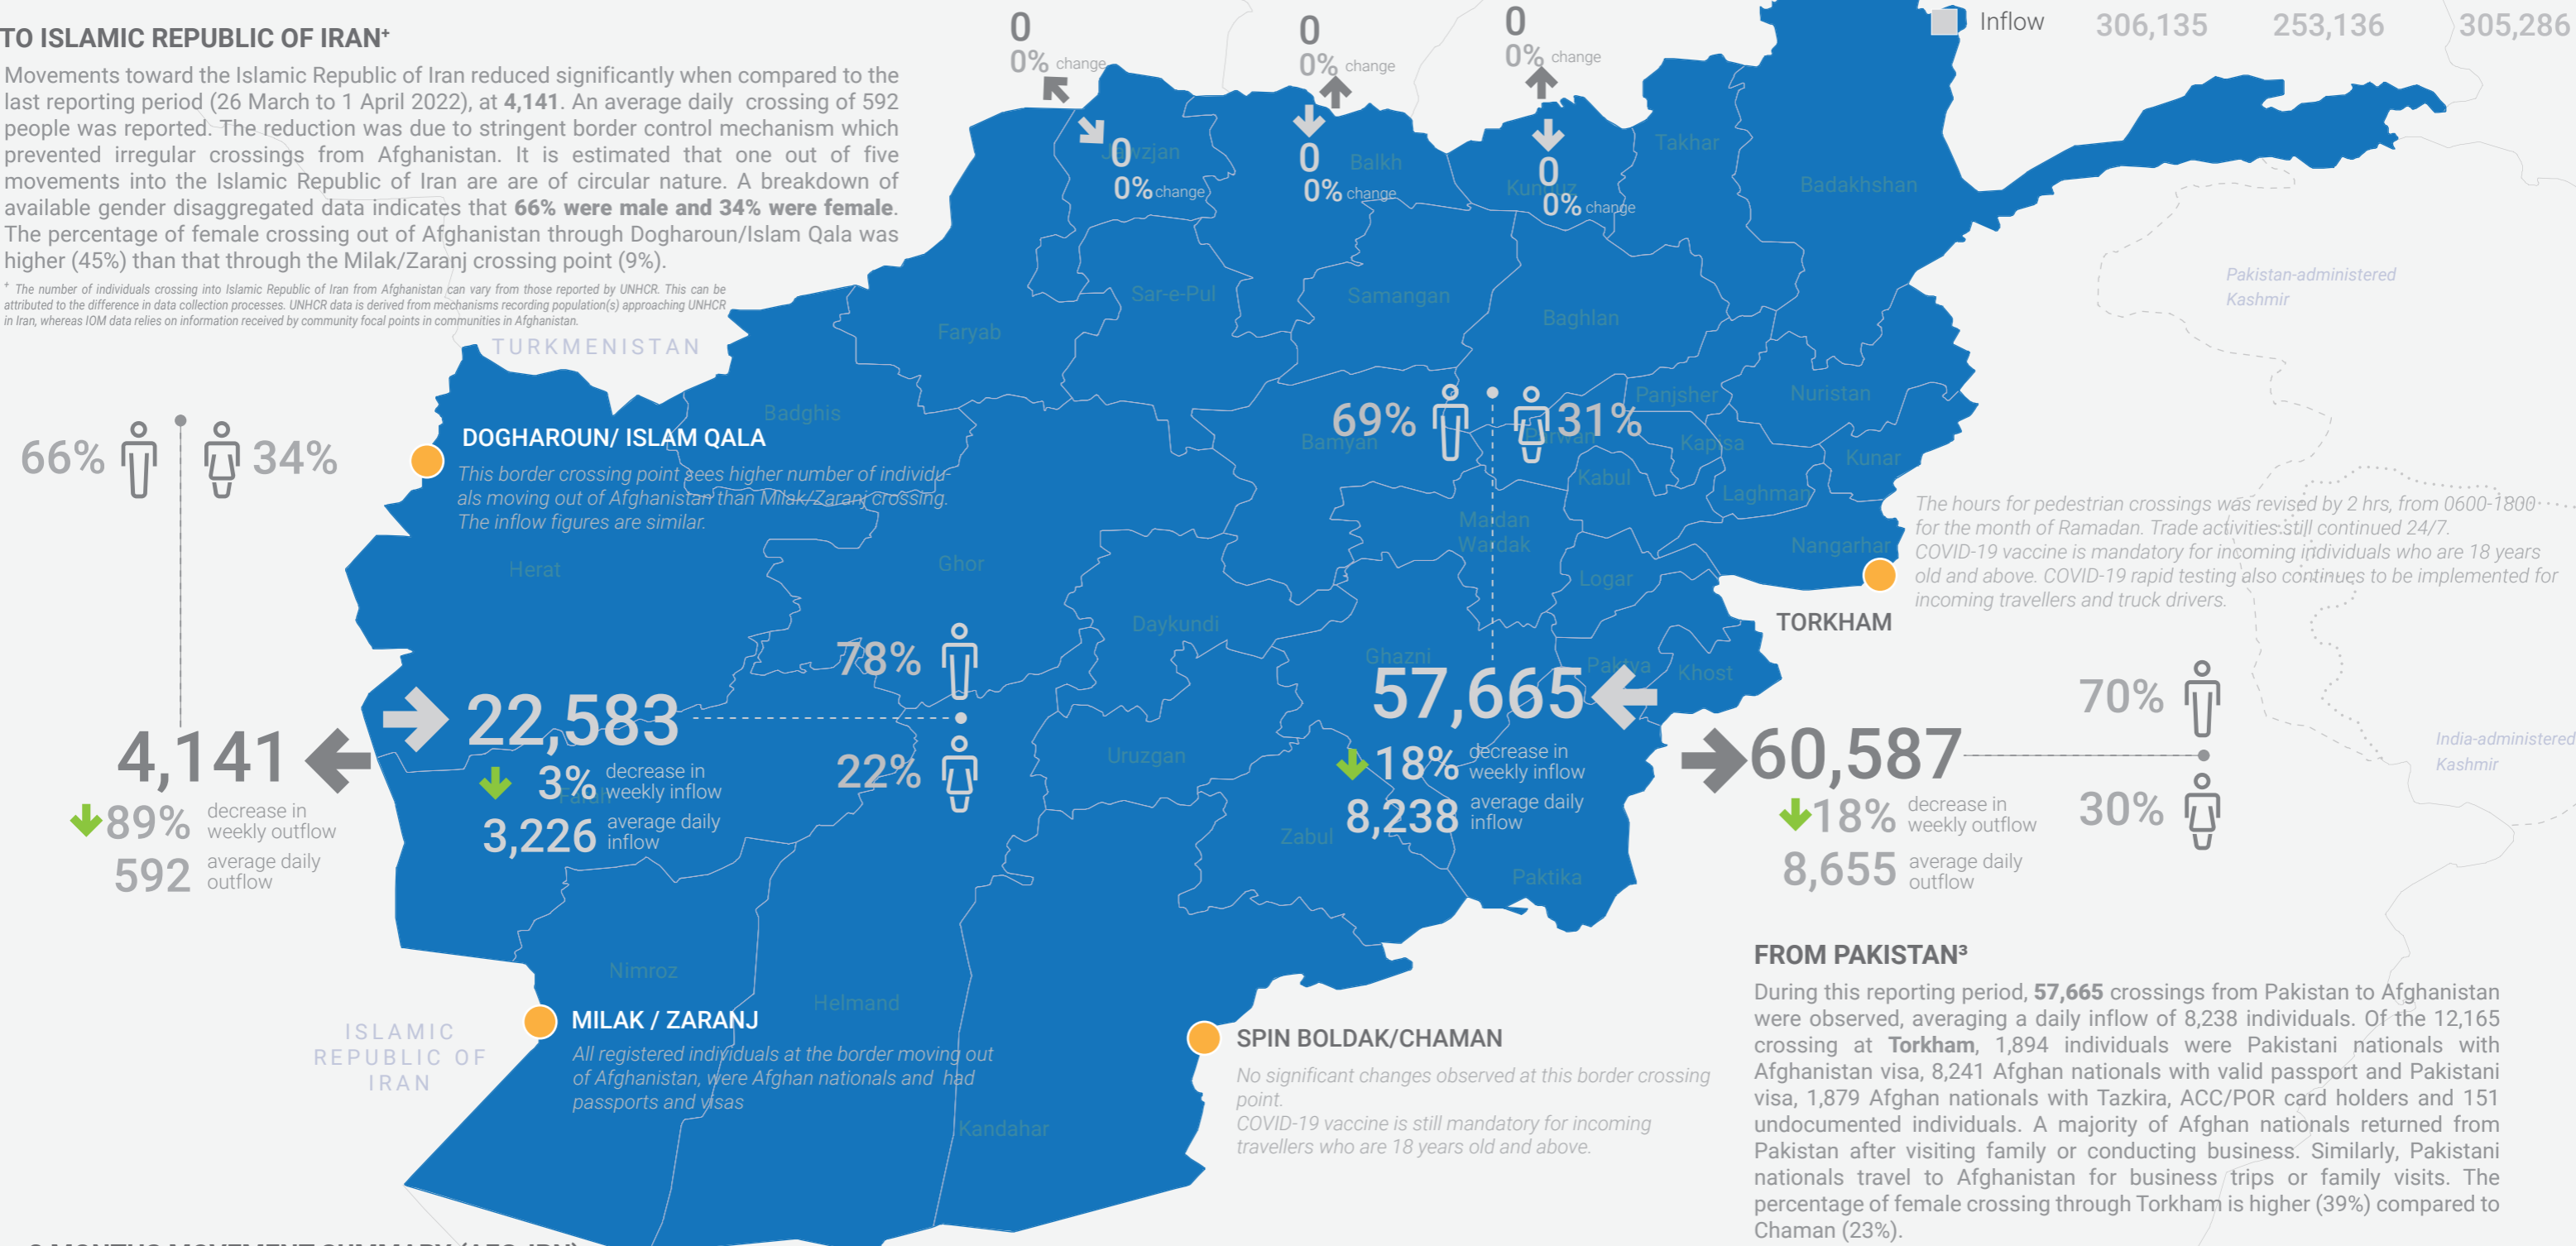 TO ISLAMIC REPUBLIC OF IRAN+
Movements toward the Islamic Republic of Iran reduced significantly when compared to the
last reporting period (26 March to 1 April 2022), at 4,141. An average daily crossing of 592
people was reported. The reduction was due to stringent border control mechanism which
prevented irregular crossings from Afghanistan. It is estimated that one out of five
movements into the Islamic Republic of Iran are are of circular nature. A breakdown of
available gender disaggregated data indicates that 66% were male and 34% were female.
The percentage of female crossing out of Afghanistan through Dogharoun/Islam Qala was
higher (45%) than that through the Milak/Zaranj crossing point (9%).
+ The number of individuals crossing into Islamic Republic of Iran from Afghanistan can vary from those reported by UNHCR. This can be
attributed to the difference in data collection processes. UNHCR data is derived from mechanisms recording population(s) approaching UNHCR
in Iran, whereas IOM data relies on information received by community focal points in communities in Afghanistan.
0
0% change
0
0% change
0
0% change
Inflow 306,135 253,136 305,286
0
0% change
0
0% change
0
0% change
Jawzjan
Balkh
Kunduz
Takhar
Badakhshan
Sar-e-Pul
Samangan
Baghlan
Faryab
Pakistan-administered
Kashmir
TURKMENISTAN
Badghis
Panjsher
Nuristan
66% 34%
DOGHAROUN/ ISLAM QALA
This border crossing point sees higher number of individu-
als moving out of Afghanistan than Milak/Zaranj crossing.
The inflow figures are similar.
69% 31%
Bamyan
Parwan
Kapisa
Kunar
Kabul
Laghman
Maidan
Wardak
Nangarhar
Logar
Herat
Ghor
The hours for pedestrian crossings was revised by 2 hrs, from 0600-1800
for the month of Ramadan. Trade activities still continued 24/7.
COVID-19 vaccine is mandatory for incoming individuals who are 18 years
old and above. COVID-19 rapid testing also continues to be implemented for
incoming travellers and truck drivers.
TORKHAM
Daykundi
Ghazni
Paktya
Khost
78%
22%
4,141
89% decrease in
weekly outflow
592 average daily
outflow
22,583
3% decrease in
weekly inflow
Farah
3,226 average daily
inflow
Uruzgan
57,665
18% decrease in
weekly inflow
8,238 average daily
inflow
Zabul
Paktika
60,587
18% decrease in
weekly outflow
8,655 average daily
outflow
70%
30%
India-administered
Kashmir
Nimroz
Helmand
Kandahar
ISLAMIC
REPUBLIC OF
IRAN
MILAK / ZARANJ
All registered individuals at the border moving out
of Afghanistan, were Afghan nationals and had
passports and visas
SPIN BOLDAK/CHAMAN
No significant changes observed at this border crossing
point.
COVID-19 vaccine is still mandatory for incoming
travellers who are 18 years old and above.
FROM PAKISTAN³
During this reporting period, 57,665 crossings from Pakistan to Afghanistan
were observed, averaging a daily inflow of 8,238 individuals. Of the 12,165
crossing at Torkham, 1,894 individuals were Pakistani nationals with
Afghanistan visa, 8,241 Afghan nationals with valid passport and Pakistani
visa, 1,879 Afghan nationals with Tazkira, ACC/POR card holders and 151
undocumented individuals. A majority of Afghan nationals returned from
Pakistan after visiting family or conducting business. Similarly, Pakistani
nationals travel to Afghanistan for business trips or family visits. The
percentage of female crossing through Torkham is higher (39%) compared to
Chaman (23%).